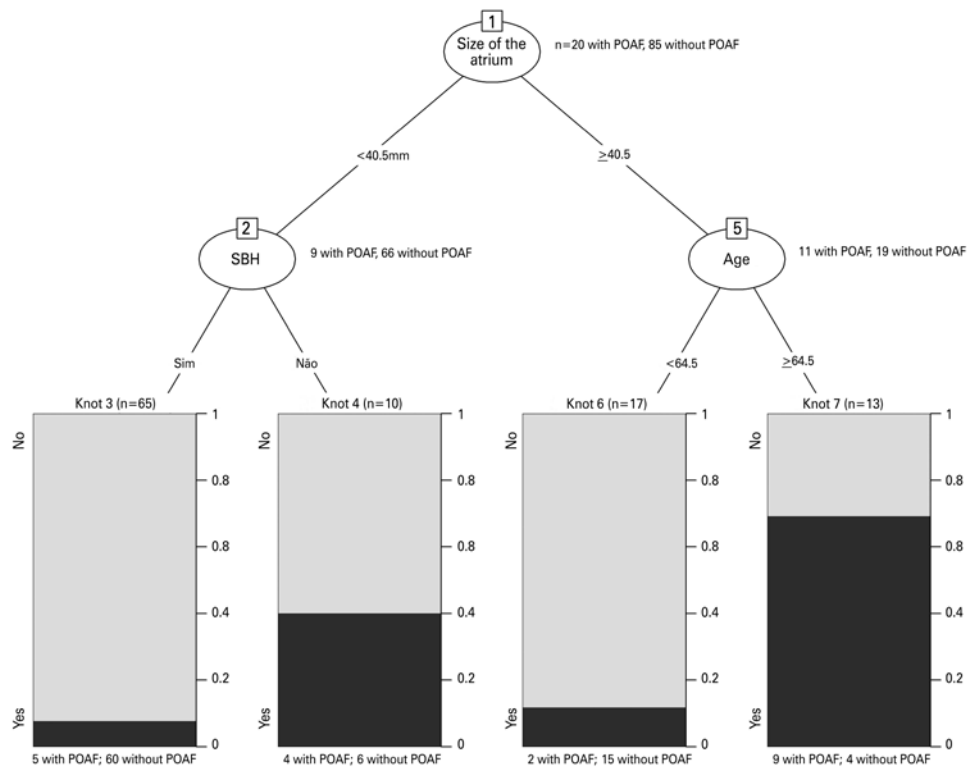 1
Size of the
atrium
n=20 with POAF, 85 without POAF
<40.5mm
≥40.5
2
SBH
9 with POAF, 66 without POAF
5
Age
11 with POAF, 19 without POAF
Sim
Não
<64.5
≥64.5
Knot 3 (n=65)
No
Yes
1
0.8
0.8
0.4
0.2
0
5 with POAF; 60 without POAF
Knot 4 (n=10)
No
Yes
1
0.8
0.8
0.4
0.2
0
4 with POAF; 6 without POAF
Knot 6 (n=17)
No
Yes
1
0.8
0.8
0.4
0.2
0
2 with POAF; 15 without POAF
Knot 7 (n=13)
No
Yes
1
0.8
0.8
0.4
0.2
0
9 with POAF; 4 without POAF